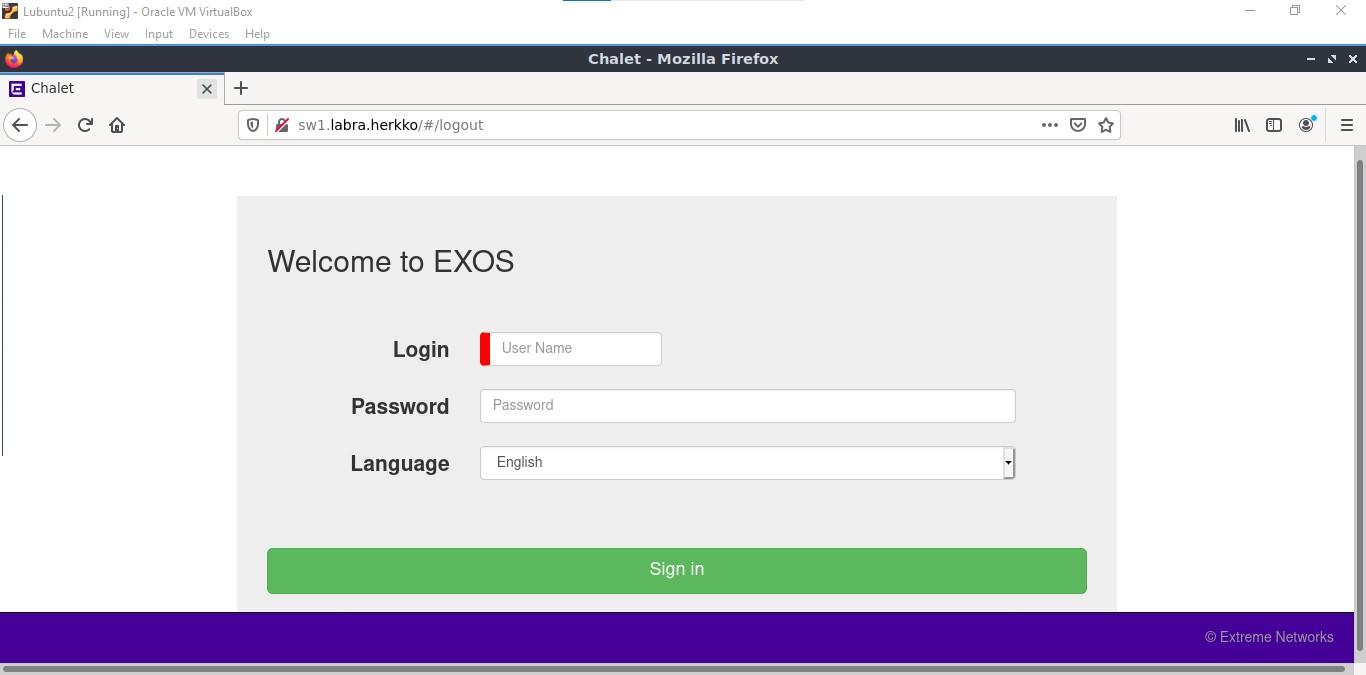 Lubuntu2 [Running] - Oracle VM VirtualBox
File Machine View Input Devices Help
Chalet - Mozilla Firefox
Chalet
sw1.labra.herkko/#/logout
Welcome to EXOS
Login User Name
Password Password
Language English
Sign in
© Extreme Networks